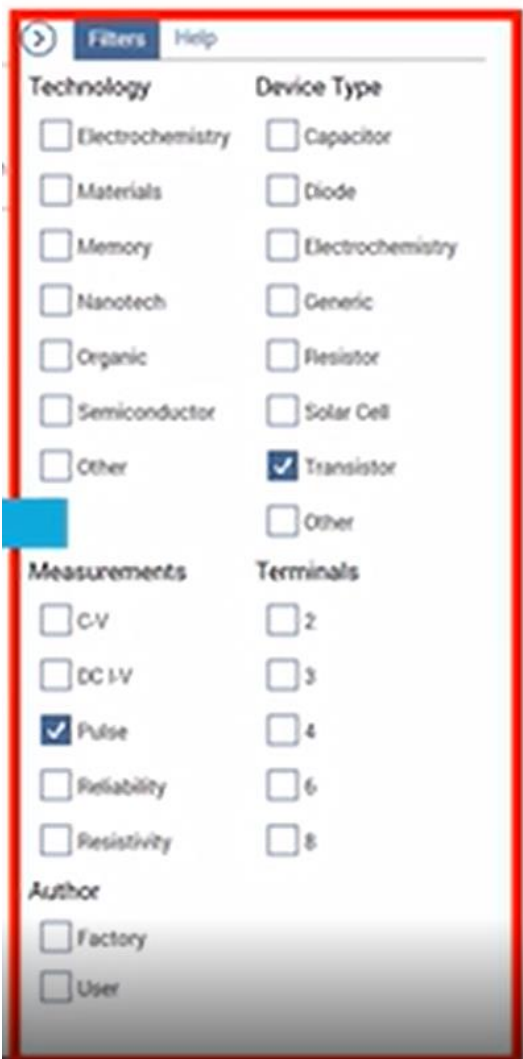 Filters Help
Technology Device Type
Electrochemistry Capacitor
Materials Diode
Memory Electrochemistry
Nanotech Generic
Organic Resistor
Semiconductor Solar Cell
Other Transistor
Other
Measurements Terminals
C-V 2
DC I-V 3
Pulse 4
Reliability 6
Resistivity 8
Author
Factory
User